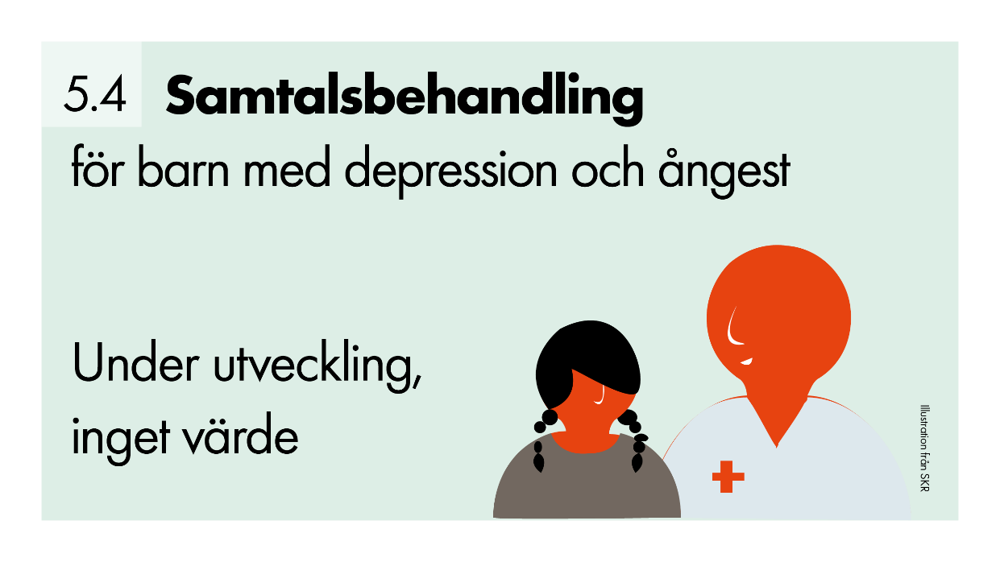 5.4 Samtalsbehandling
för barn med depression och ångest
Under utveckling,
inget värde
Illustration från SKR